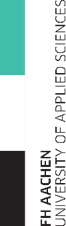 FH AACHEN
UNIVERSITY OF APPLIED SCIENCES